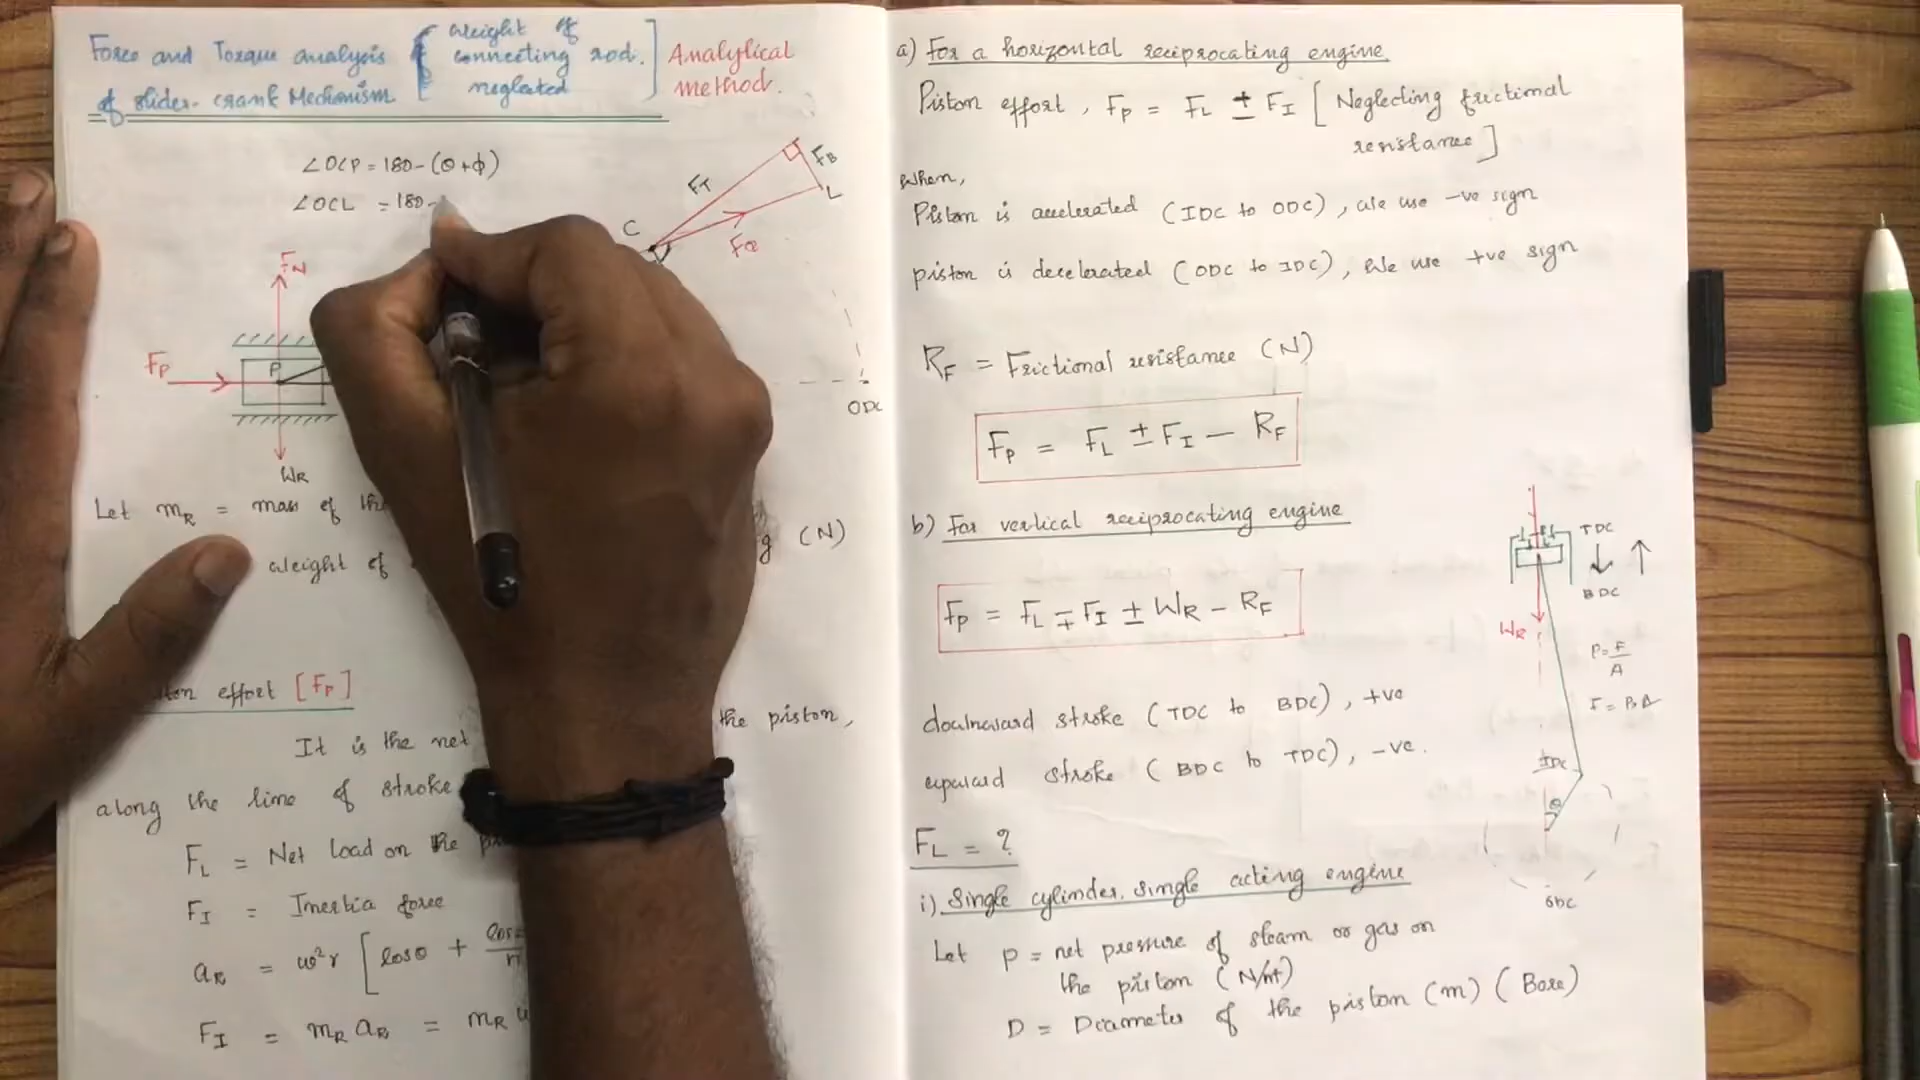 Force and Torque analysis
of slider-crank Mechanism
weight of
connecting rod.
neglected
Analytical
method.
∠OCP = 180-(θ+ϕ)
∠OCL = 180-
FT
FB
L
C
FQ
FN
FP
P
WR
ODC
Let mR = mass of the
weight of
g (N)
effort [FP]
It is the net
the piston,
along the line of stroke
FL = Net load on the
FI = Inertia force
aR = ω²r [cosθ +
FI = mR aR = mR
a) For a horizontal reciprocating engine.
Piston effort, Fp = FL ± FI [Neglecting frictional
resistance]
When,
Piston is accelerated (IDC to ODC), We use -ve sign
piston is decelerated (ODC to IDC), We use +ve sign
RF = Frictional resistance (N)
Fp = FL ± FI - RF
b) For vertical reciprocating engine
Fp = FL ∓ FI ± WR - RF
TDC
BDC
WR
P=F/A
downward stroke (TDC to BDC), +ve
upward stroke (BDC to TDC), -ve.
IDC
θ
ODC
FL = ?
i) Single cylinder, single acting engine
Let p = net pressure of steam or gas on
the piston (N/m²)
D = Diameter of the piston (m) (Bore)